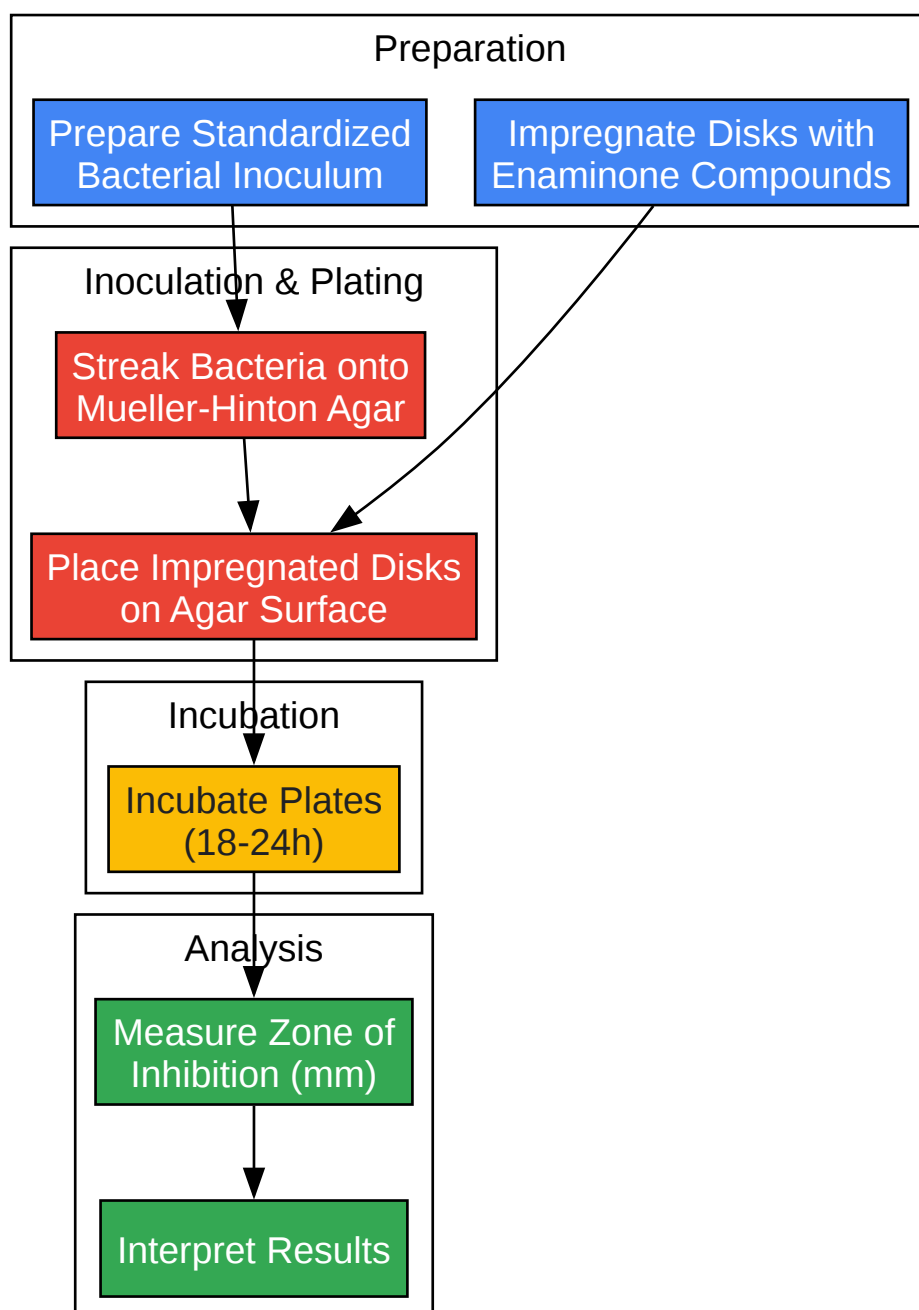 Preparation
Prepare Standardized
Bacterial Inoculum
Impregnate Disks with
Enaminone Compounds
Inoculation & Plating
Streak Bacteria onto
Mueller-Hinton Agar
Place Impregnated Disks
on Agar Surface
Incubation
Incubate Plates
(18-24h)
Analysis
Measure Zone of
Inhibition (mm)
Interpret Results